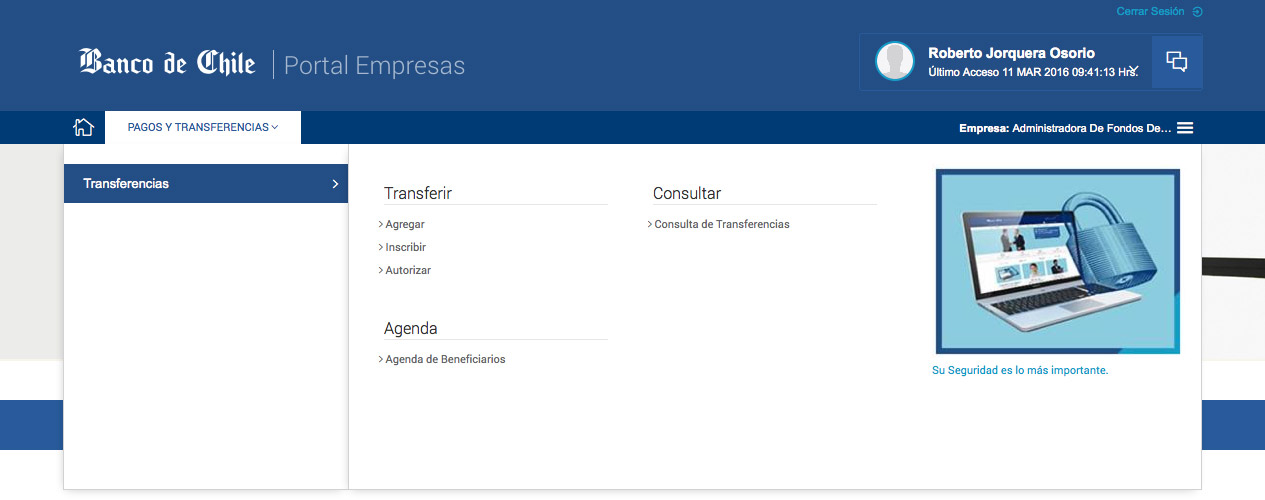 Cerrar Sesión
Banco de Chile | Portal Empresas
Roberto Jorquera Osorio
Último Acceso 11 MAR 2016 09:41:13 Hrs.
PAGOS Y TRANSFERENCIAS
Empresa: Administradora De Fondos De...
Transferencias
Transferir
> Agregar
> Inscribir
> Autorizar
Agenda
> Agenda de Beneficiarios
Consultar
> Consulta de Transferencias
Su Seguridad es lo más importante.